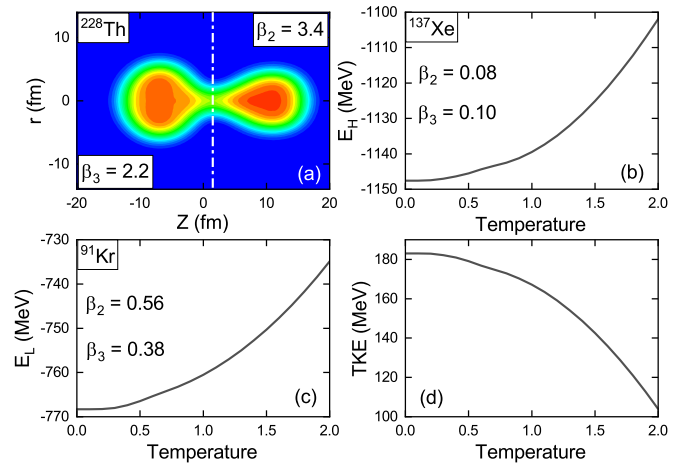 ²²⁸Th
β₂ = 3.4
β₃ = 2.2
(a)
r (fm)
10
0
-10
-20
-10
0
10
20
Z (fm)
¹³⁷Xe
β₂ = 0.08
β₃ = 0.10
(b)
E_H (MeV)
-1100
-1110
-1120
-1130
-1140
-1150
0.0
0.5
1.0
1.5
2.0
Temperature
⁹¹Kr
β₂ = 0.56
β₃ = 0.38
(c)
E_L (MeV)
-730
-740
-750
-760
-770
0.0
0.5
1.0
1.5
2.0
Temperature
(d)
TKE (MeV)
180
160
140
120
100
0.0
0.5
1.0
1.5
2.0
Temperature